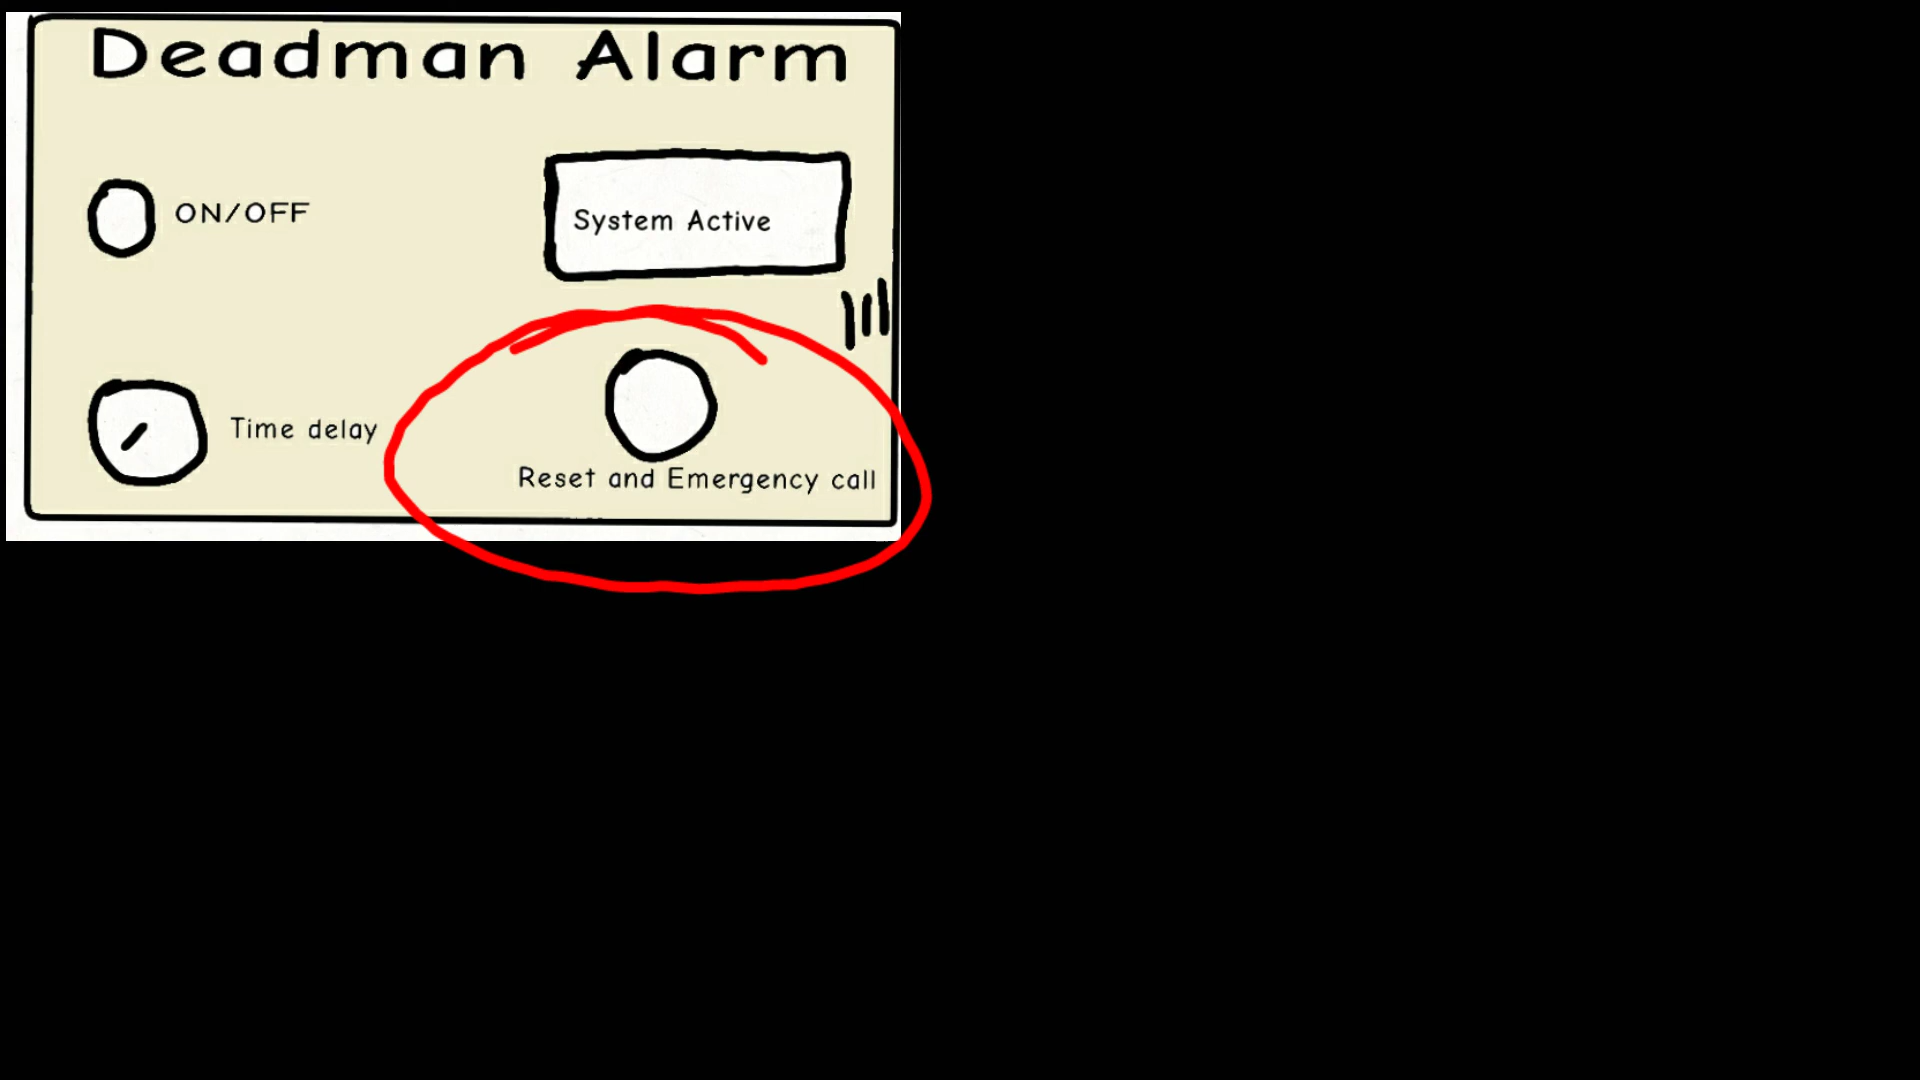 Deadman Alarm
ON/OFF
System Active
Time delay
Reset and Emergency call